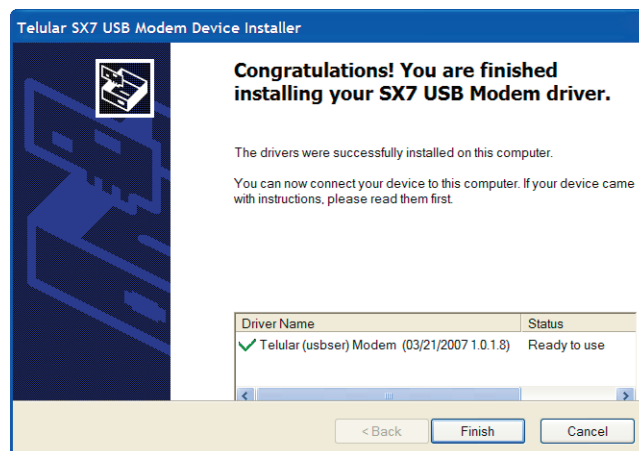 Telular SX7 USB Modem Device Installer
Congratulations! You are finished
installing your SX7 USB Modem driver.
The drivers were successfully installed on this computer.
You can now connect your device to this computer. If your device came
with instructions, please read them first.
Driver Name Status
Telular (usbser) Modem (03/21/2007 1.0.1.8) Ready to use
< Back Finish Cancel